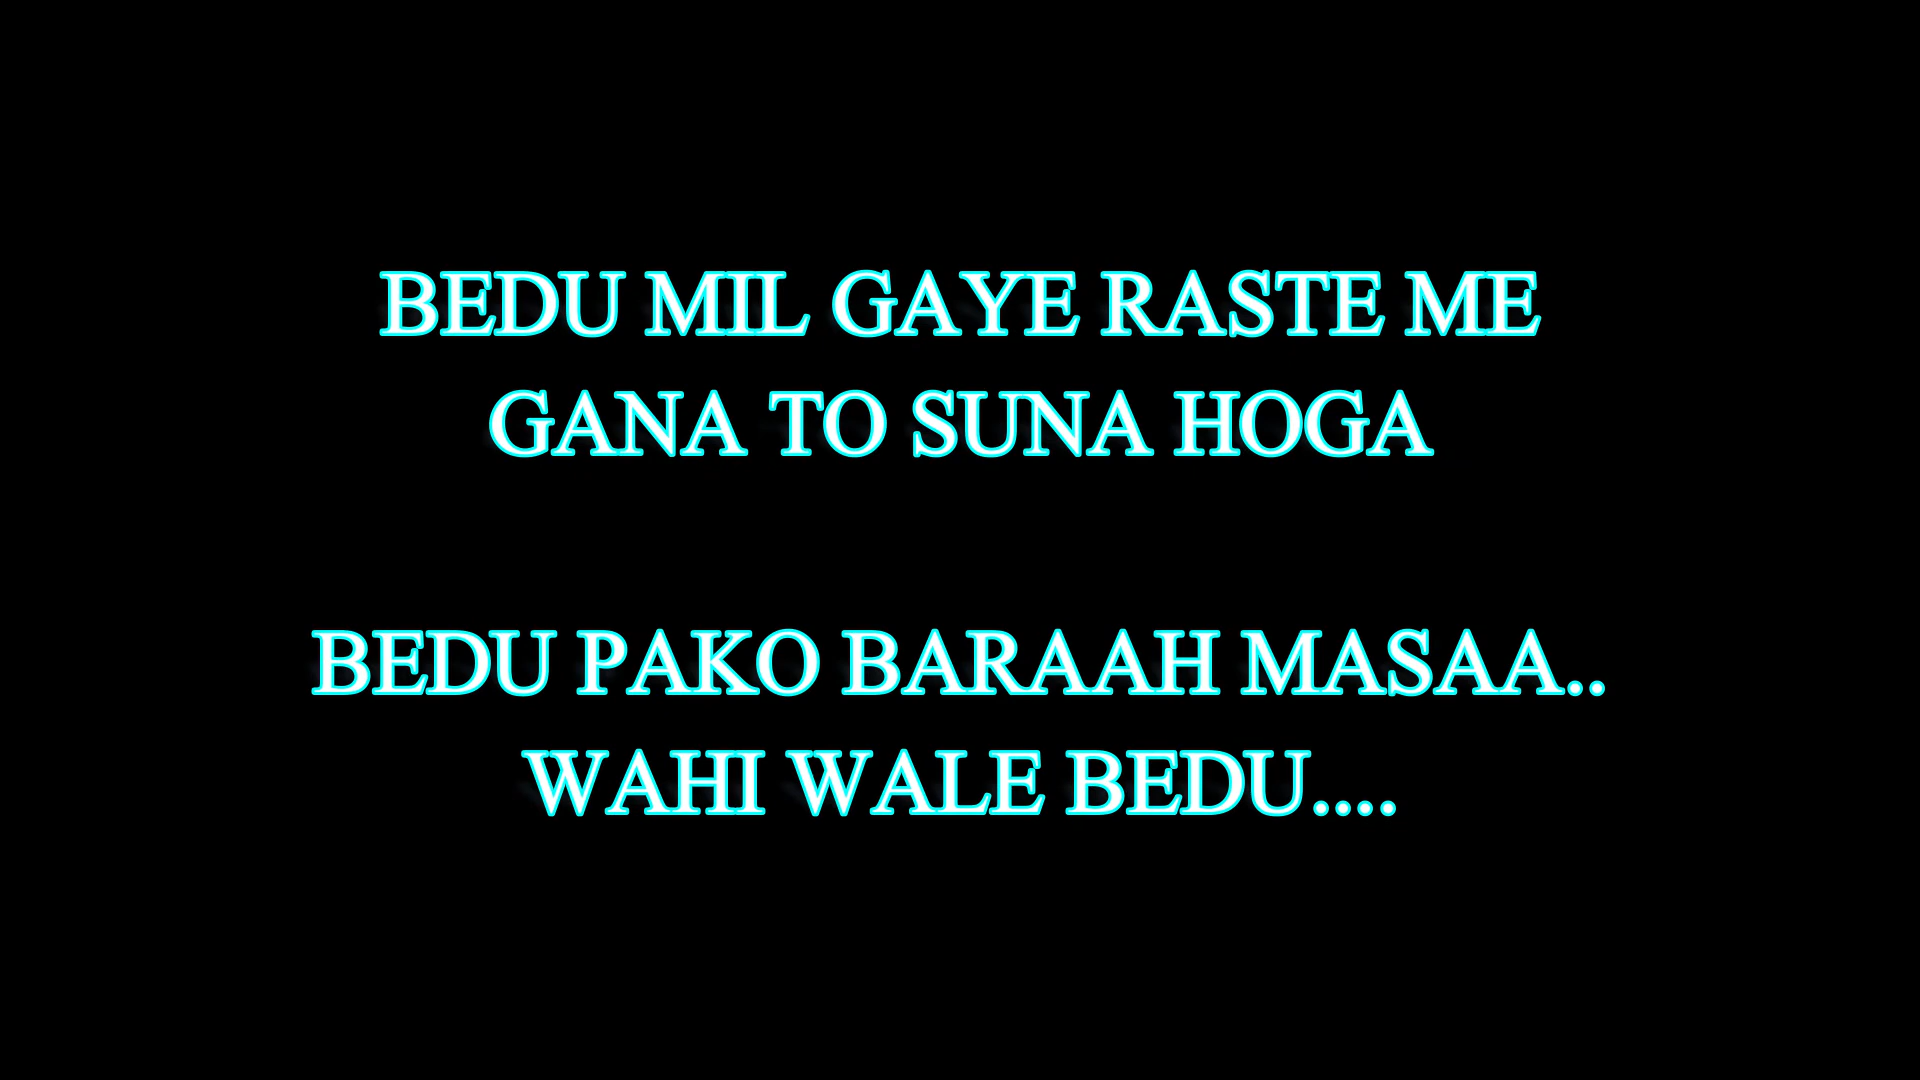 BEDU MIL GAYE RASTE ME
GANA TO SUNA HOGA
BEDU PAKO BARAAH MASAA..
WAHI WALE BEDU....